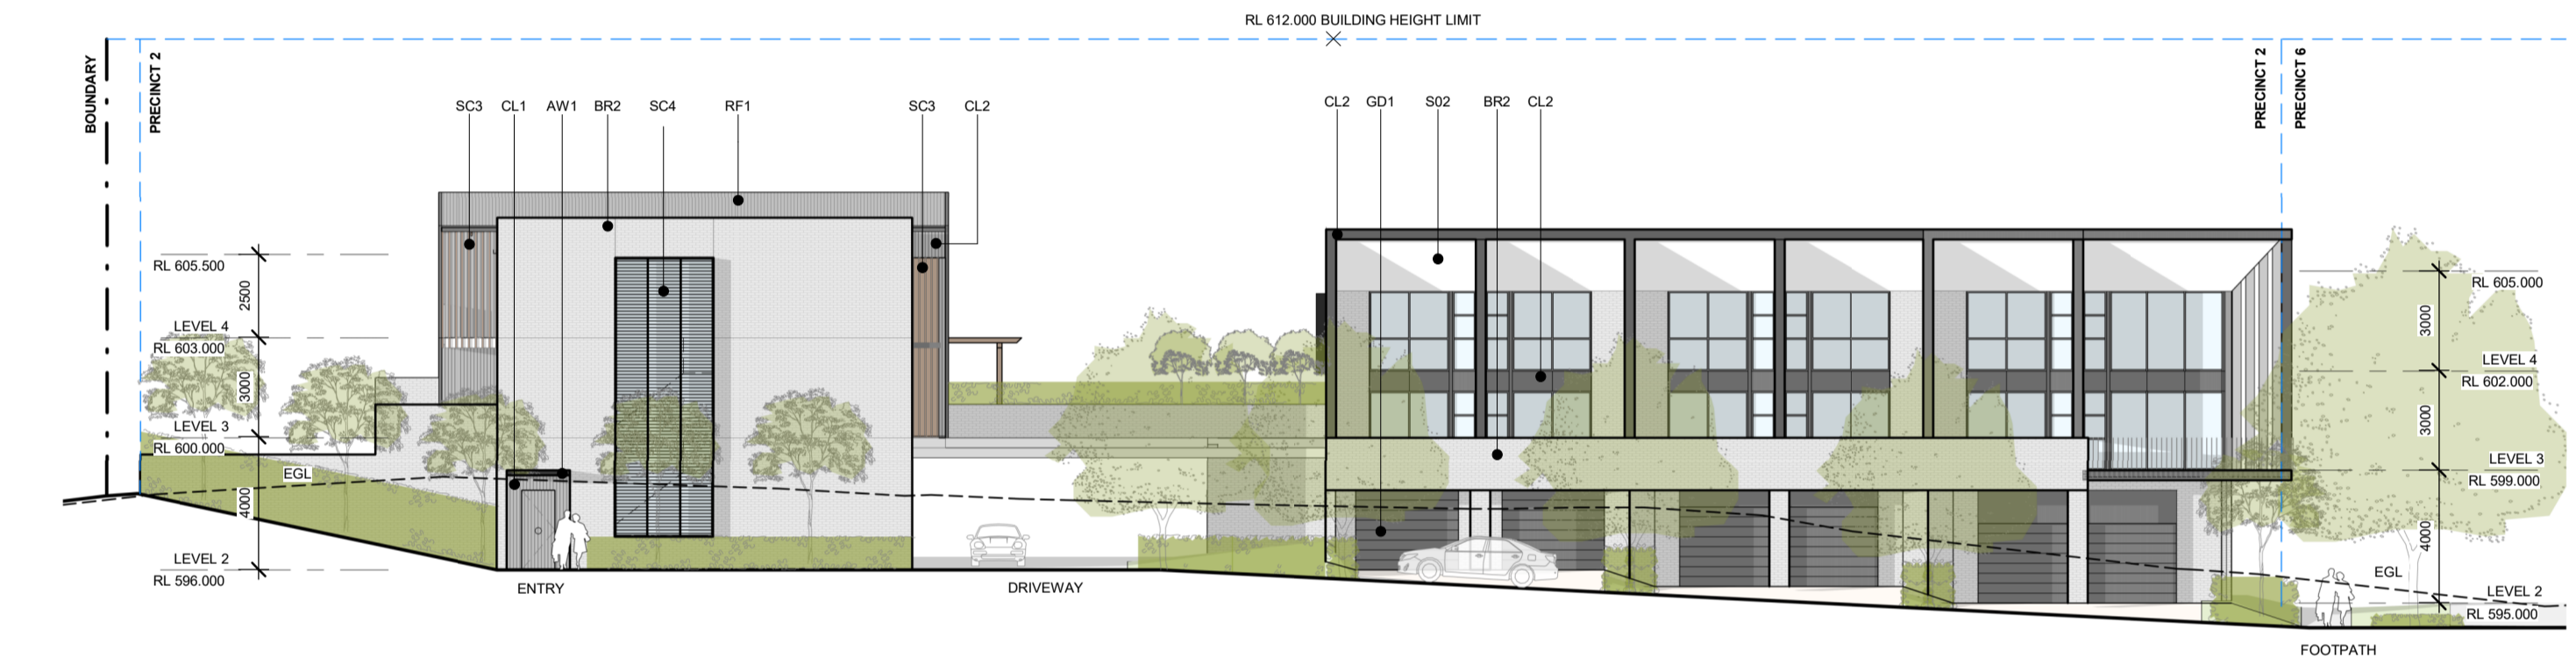 RL 612.000 BUILDING HEIGHT LIMIT
BOUNDARY
PRECINCT 2
PRECINCT 2
PRECINCT 6
SC3 CL1 AW1 BR2 SC4 RF1 SC3 CL2
CL2 GD1 S02 BR2 CL2
RL 605.500
2500
LEVEL 4
RL 603.000
3000
LEVEL 3
RL 600.000
EGL
4000
LEVEL 2
RL 596.000
ENTRY
DRIVEWAY
RL 605.000
3000
LEVEL 4
RL 602.000
3000
LEVEL 3
RL 599.000
4000
EGL
LEVEL 2
RL 595.000
FOOTPATH